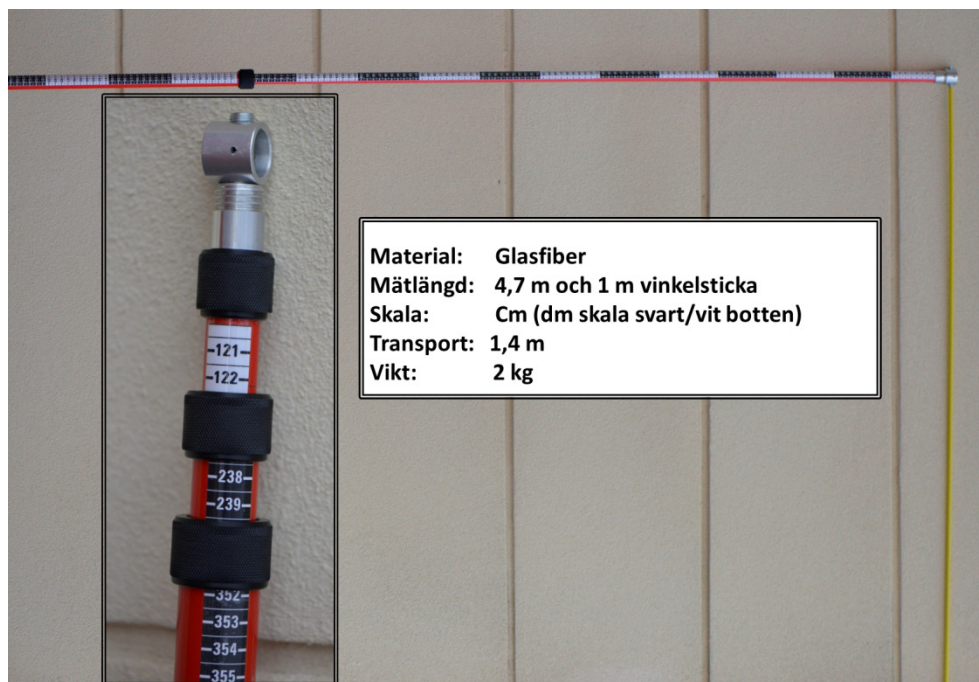 Material: Glasfiber
Mätlängd: 4,7 m och 1 m vinkelsticka
Skala: Cm (dm skala svart/vit botten)
Transport: 1,4 m
Vikt: 2 kg
121
122
238
239
352
353
354
355